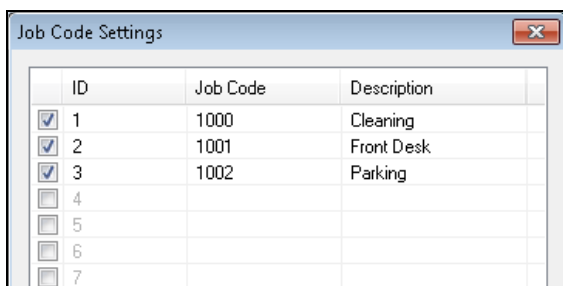 Job Code Settings
ID Job Code Description
1 1000 Cleaning
2 1001 Front Desk
3 1002 Parking
4
5
6
7